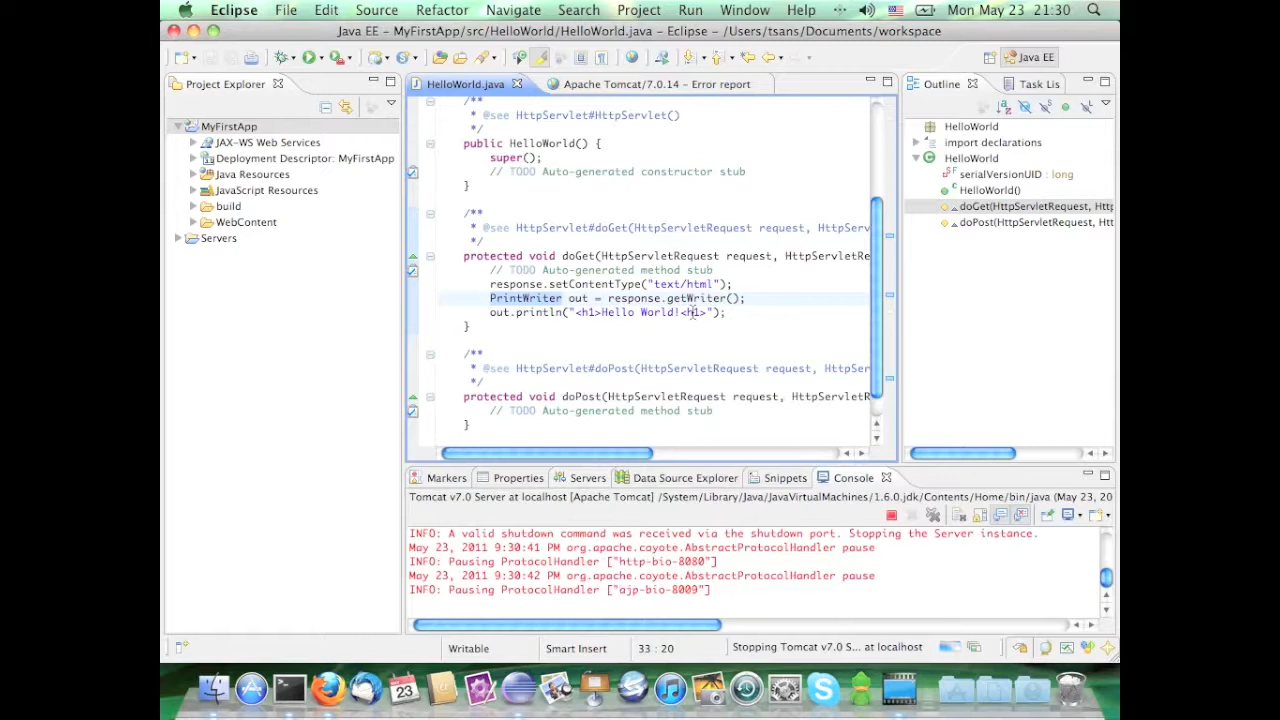 Eclipse File Edit Source Refactor Navigate Search Project Run Window Help ··· Mon May 23 21:30
Java EE – MyFirstApp/src/HelloWorld/HelloWorld.java – Eclipse – /Users/tsans/Documents/workspace
Java EE
Project Explorer
MyFirstApp
JAX-WS Web Services
Deployment Descriptor: MyFirstApp
Java Resources
JavaScript Resources
build
WebContent
Servers
HelloWorld.java Apache Tomcat/7.0.14 - Error report
/**
* @see HttpServlet#HttpServlet()
*/
public HelloWorld() {
super();
// TODO Auto-generated constructor stub
}
/**
* @see HttpServlet#doGet(HttpServletRequest request, HttpServ
*/
protected void doGet(HttpServletRequest request, HttpServletRe
// TODO Auto-generated method stub
response.setContentType("text/html");
PrintWriter out = response.getWriter();
out.println("<h1>Hello World!<h1>");
}
/**
* @see HttpServlet#doPost(HttpServletRequest request, HttpServ
*/
protected void doPost(HttpServletRequest request, HttpServletR
// TODO Auto-generated method stub
}
Outline Task Lis
HelloWorld
import declarations
HelloWorld
serialVersionUID : long
HelloWorld()
doGet(HttpServletRequest, Htt
doPost(HttpServletRequest, Htt
Markers Properties Servers Data Source Explorer Snippets Console
Tomcat v7.0 Server at localhost [Apache Tomcat] /System/Library/Java/JavaVirtualMachines/1.6.0.jdk/Contents/Home/bin/java (May 23, 20
INFO: A valid shutdown command was received via the shutdown port. Stopping the Server instance.
May 23, 2011 9:30:41 PM org.apache.coyote.AbstractProtocolHandler pause
INFO: Pausing ProtocolHandler ["http-bio-8080"]
May 23, 2011 9:30:42 PM org.apache.coyote.AbstractProtocolHandler pause
INFO: Pausing ProtocolHandler ["ajp-bio-8009"]
Writable Smart Insert 33 : 20 Stopping Tomcat v7.0 S... at localhost
23